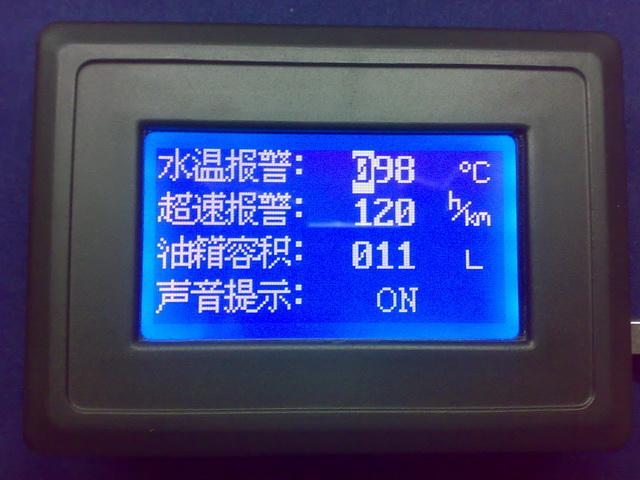 水温报警: 098 ℃
超速报警: 120 h/km
油箱容积: 011 L
声音提示: ON